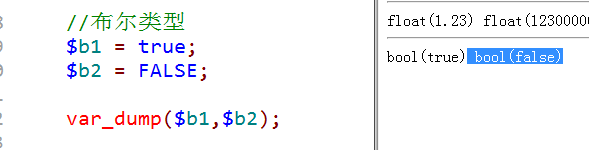 //布尔类型
$b1 = true;
$b2 = FALSE;
var_dump($b1,$b2);
float(1.23) float(1230000
bool(true) bool(false)